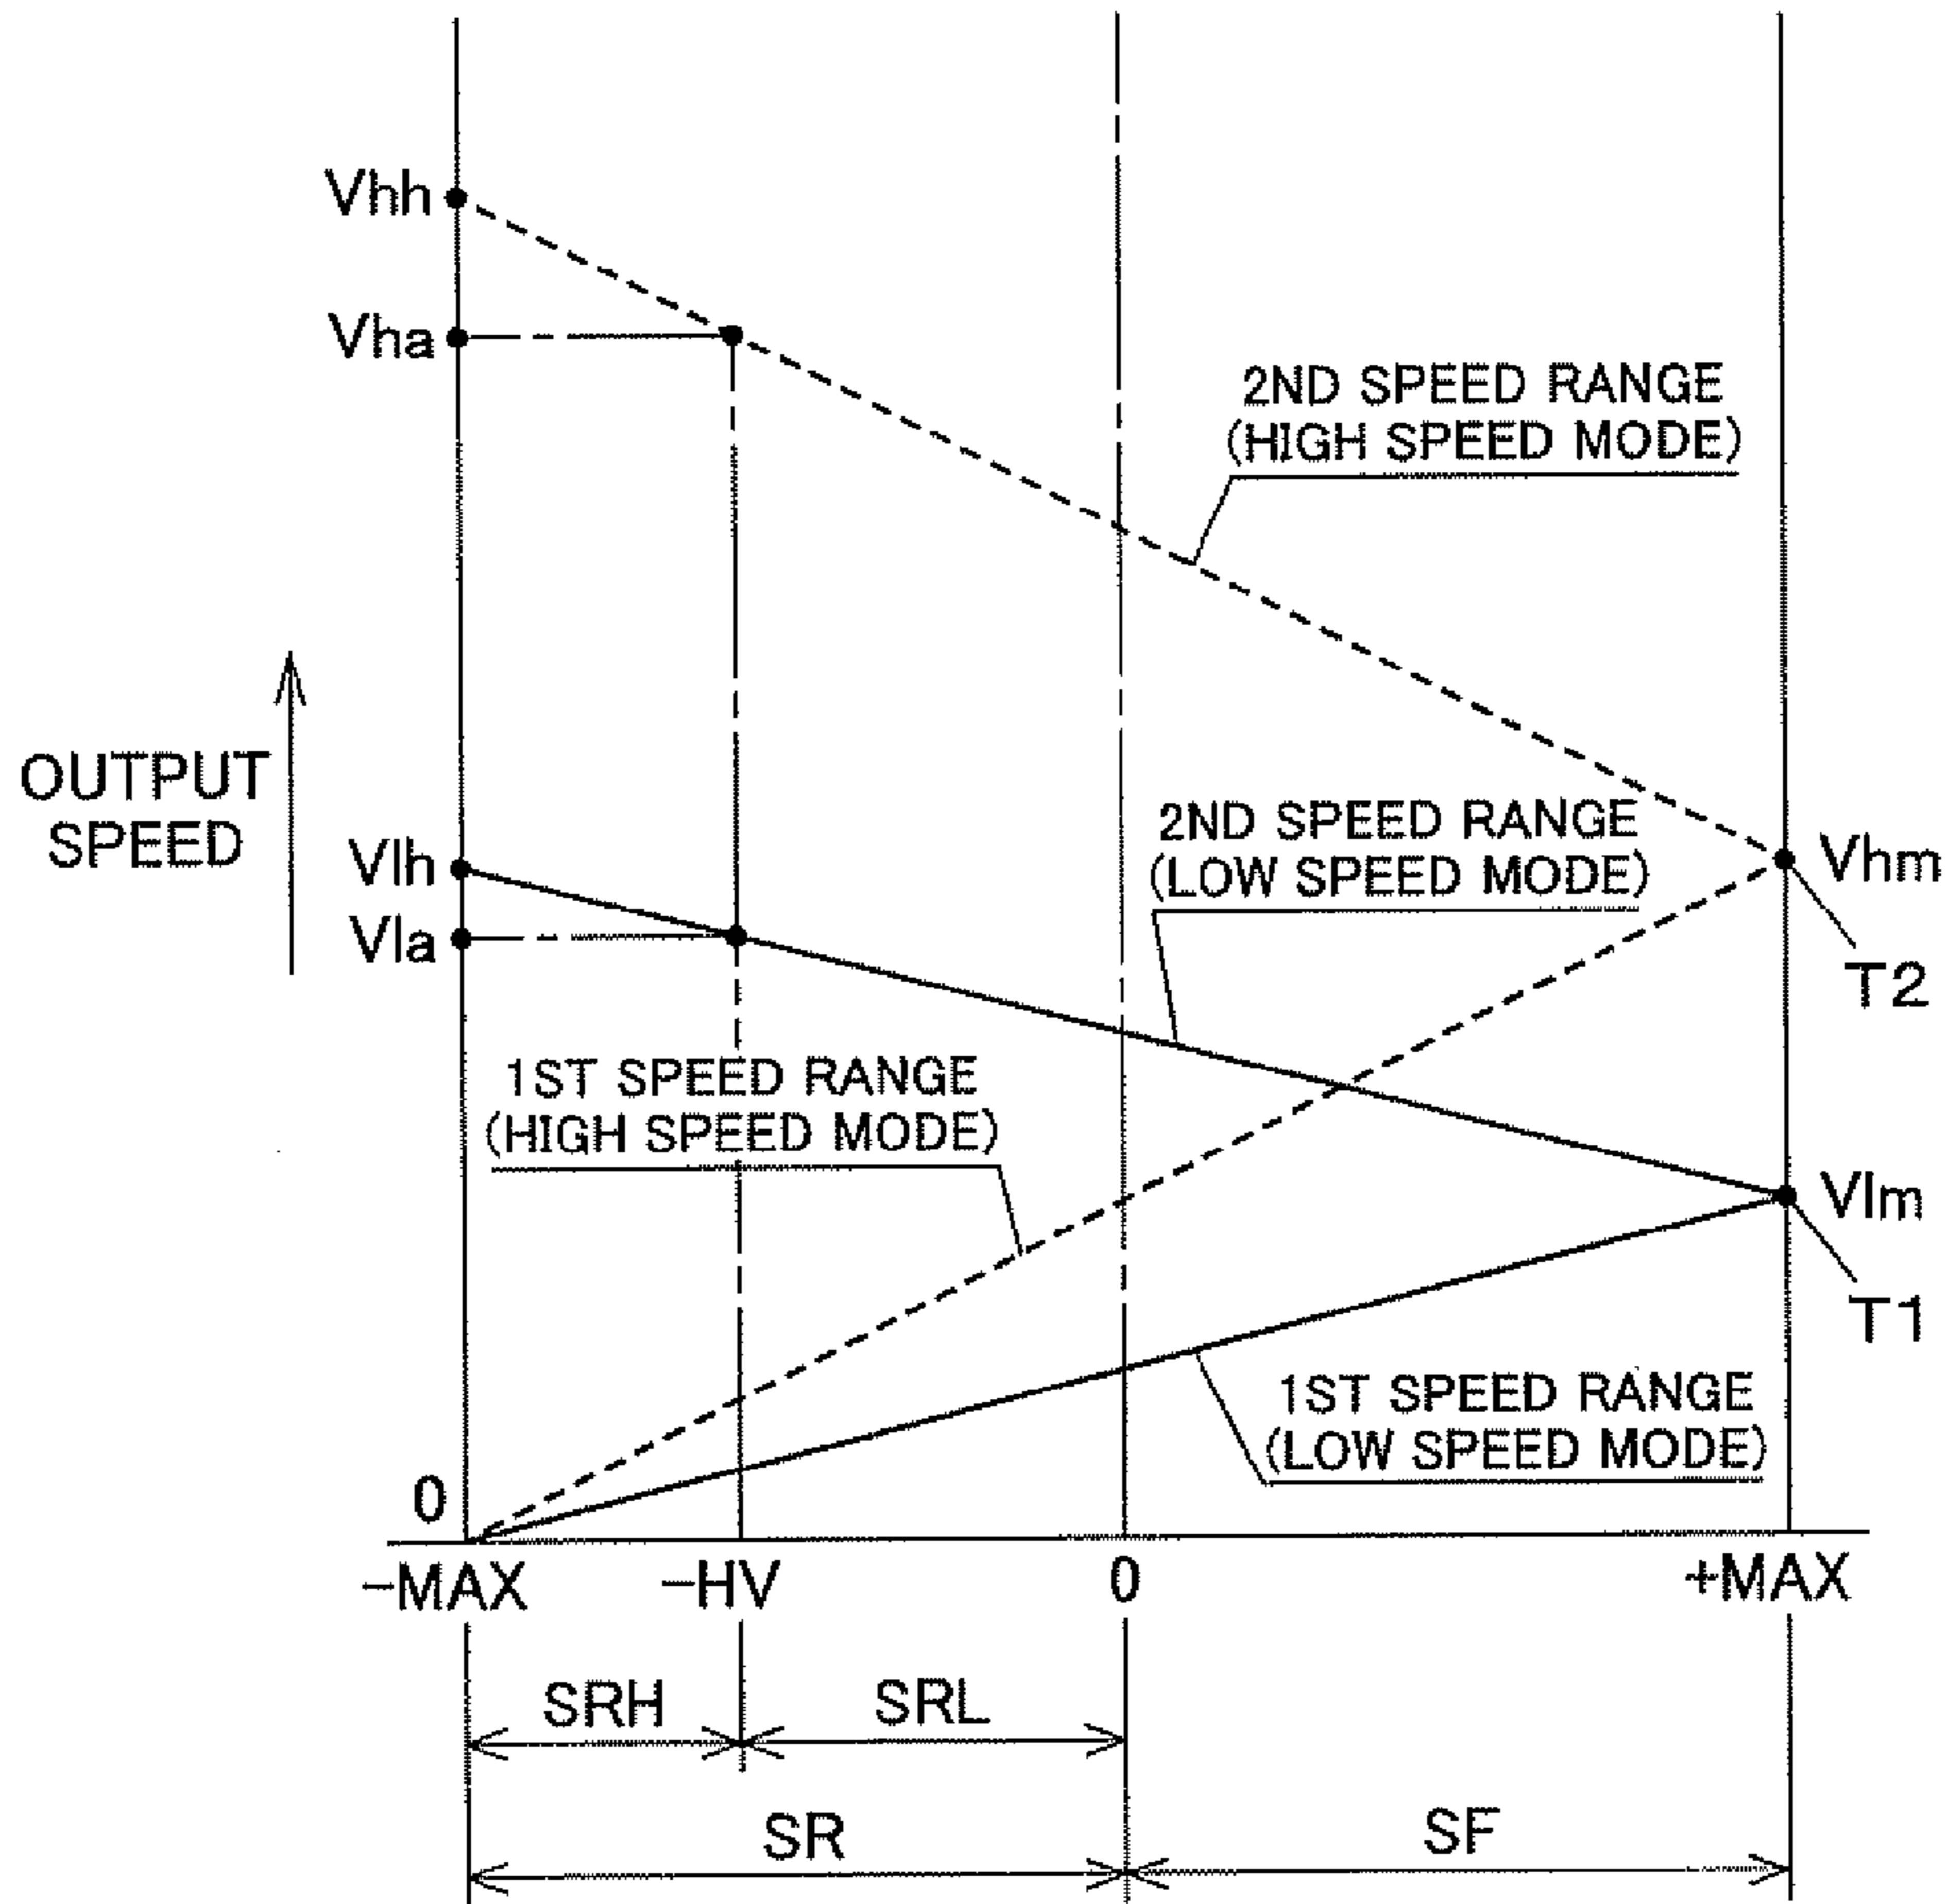 Vhh
Vha
2ND SPEED RANGE
(HIGH SPEED MODE)
OUTPUT
SPEED
Vlh
Vla
2ND SPEED RANGE
(LOW SPEED MODE)
Vhm
T2
1ST SPEED RANGE
(HIGH SPEED MODE)
Vlm
T1
1ST SPEED RANGE
(LOW SPEED MODE)
0
-MAX -HV 0 +MAX
SRH SRL
SR SF